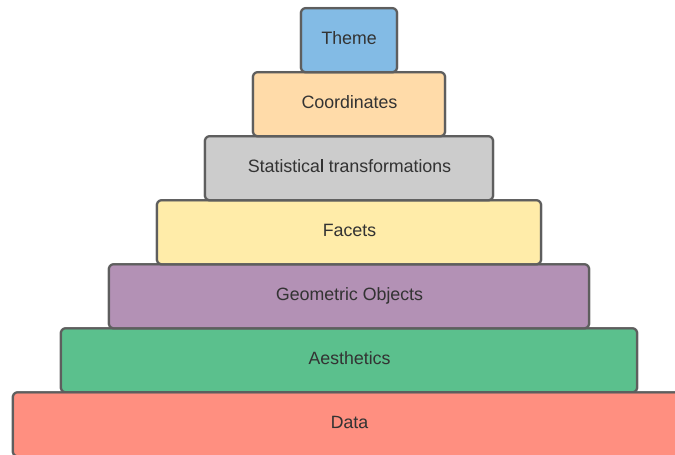 Theme
Coordinates
Statistical transformations
Facets
Geometric Objects
Aesthetics
Data